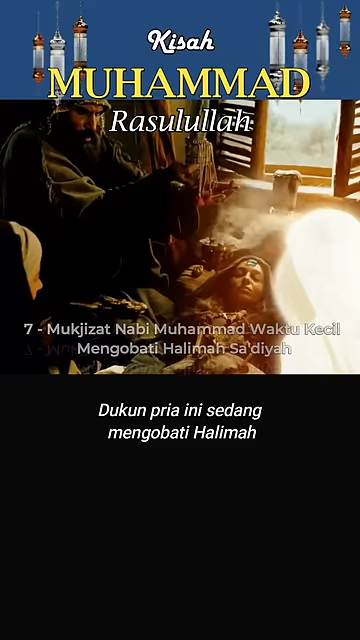 Kisah
MUHAMMAD
Rasulullah
7 - Mukjizat Nabi Muhammad Waktu Kecil
Mengobati Halimah Sa'diyah
Dukun pria ini sedang
mengobati Halimah